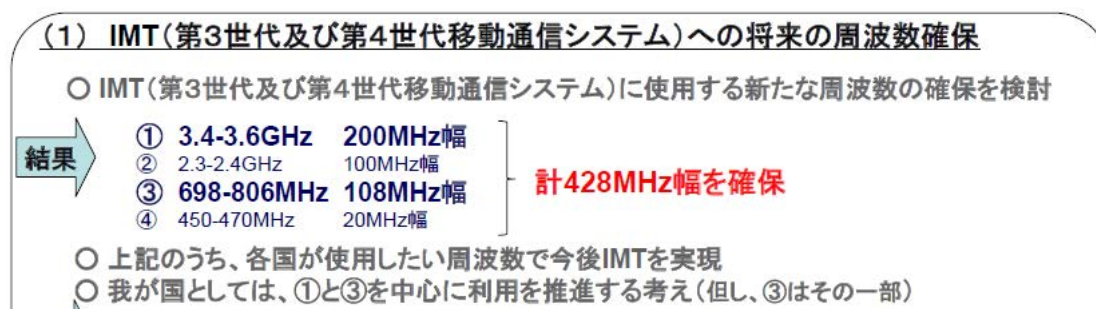 (1) IMT(第3世代及び第4世代移動通信システム)への将来の周波数確保
○ IMT(第3世代及び第4世代移動通信システム)に使用する新たな周波数の確保を検討
結果
① 3.4-3.6GHz 200MHz幅
② 2.3-2.4GHz 100MHz幅
③ 698-806MHz 108MHz幅
④ 450-470MHz 20MHz幅
計428MHz幅を確保
○ 上記のうち、各国が使用したい周波数で今後IMTを実現
○ 我が国としては、①と③を中心に利用を推進する考え(但し、③はその一部)